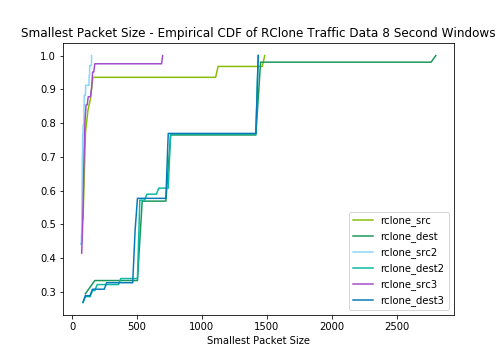 Smallest Packet Size - Empirical CDF of RClone Traffic Data 8 Second Windows
1.0
0.9
0.8
0.7
0.6
0.5
0.4
0.3
rclone_src
rclone_dest
rclone_src2
rclone_dest2
rclone_src3
rclone_dest3
0 500 1000 1500 2000 2500
Smallest Packet Size